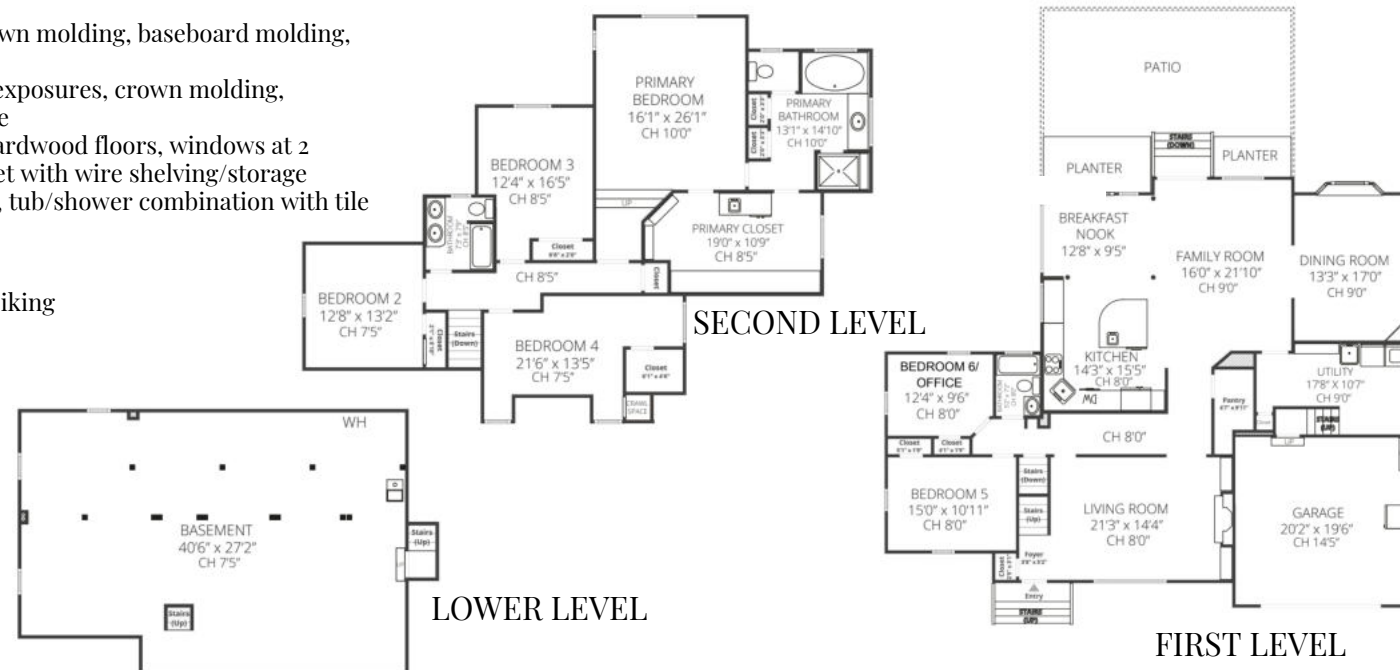 wn molding, baseboard molding,
exposures, crown molding,
e
ardwood floors, windows at 2
et with wire shelving/storage
, tub/shower combination with tile
iking
PRIMARY
BEDROOM
16'1" x 26'1"
CH 10'0"
Closet
Closet
PRIMARY
BATHROOM
13'1" x 14'10"
CH 10'0"
BEDROOM 3
12'4" x 16'5"
CH 8'5"
Closet
UP
PRIMARY CLOSET
19'0" x 10'9"
CH 8'5"
BATHROOM
CH 8'5"
Closet
BEDROOM 2
12'8" x 13'2"
CH 7'5"
Closet
Stairs
(Down)
BEDROOM 4
21'6" x 13'5"
CH 7'5"
Closet
CRAWL
SPACE
SECOND LEVEL
WH
BASEMENT
40'6" x 27'2"
CH 7'5"
Stairs
(Up)
Stairs
(Up)
LOWER LEVEL
PATIO
STAIRS
(DOWN)
PLANTER
PLANTER
BREAKFAST
NOOK
12'8" x 9'5"
FAMILY ROOM
16'0" x 21'10"
CH 9'0"
DINING ROOM
13'3" x 17'0"
CH 9'0"
KITCHEN
14'3" x 15'5"
CH 8'0"
DW
BEDROOM 6/
OFFICE
12'4" x 9'6"
CH 8'0"
BATHROOM
UTILITY
17'8" x 10'7"
CH 9'0"
Pantry
STAIRS
(UP)
UP
CH 8'0"
Closet
Closet
BEDROOM 5
15'0" x 10'11"
CH 8'0"
Stairs
(Down)
Stairs
(Up)
LIVING ROOM
21'3" x 14'4"
CH 8'0"
GARAGE
20'2" x 19'6"
CH 14'5"
Closet
Foyer
Entry
STAIRS
(UP)
FIRST LEVEL